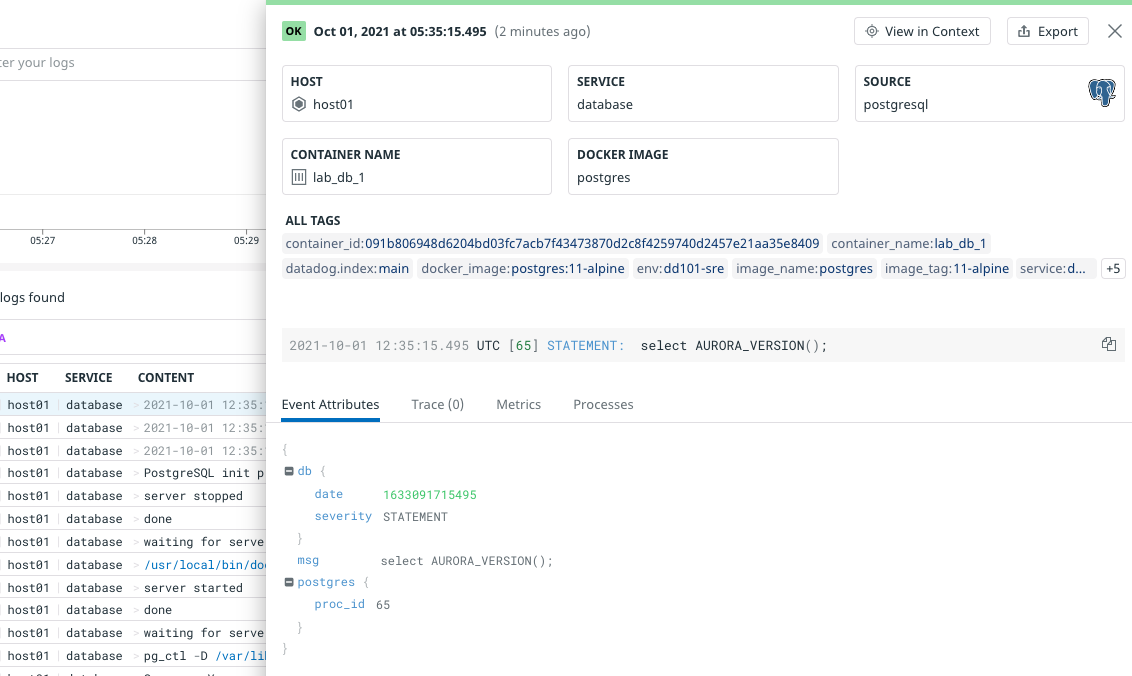 OK Oct 01, 2021 at 05:35:15.495 (2 minutes ago) View in Context Export
your logs
HOST
host01
SERVICE
database
SOURCE
postgresql
CONTAINER NAME
lab_db_1
DOCKER IMAGE
postgres
ALL TAGS
container_id:091b806948d6204bd03fc7acb7f43473870d2c8f4259740d2457e21aa35e8409 container_name:lab_db_1
datadog.index:main docker_image:postgres:11-alpine env:dd101-sre image_name:postgres image_tag:11-alpine service:d... +5
05:27 05:28 05:29
logs found
2021-10-01 12:35:15.495 UTC [65] STATEMENT: select AURORA_VERSION();
Event Attributes Trace (0) Metrics Processes
{
db {
date 1633091715495
severity STATEMENT
}
msg select AURORA_VERSION();
postgres {
proc_id 65
}
}
HOST SERVICE CONTENT
host01 database > 2021-10-01 12:35:
host01 database > 2021-10-01 12:35:
host01 database > 2021-10-01 12:35:
host01 database > PostgreSQL init p
host01 database > server stopped
host01 database > done
host01 database > waiting for serve
host01 database > /usr/local/bin/do
host01 database > server started
host01 database > done
host01 database > waiting for serve
host01 database > pg_ctl -D /var/li